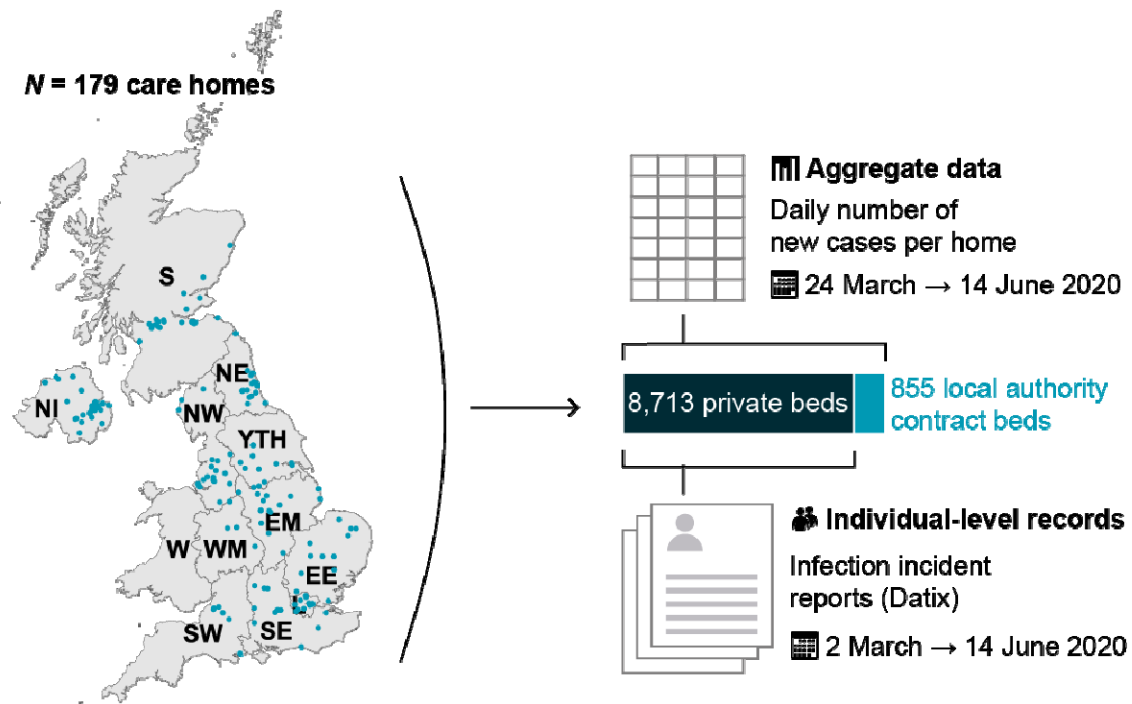 N = 179 care homes
S
NI
NE
NW
YTH
EM
W
WM
EE
L
SW
SE
Aggregate data
Daily number of
new cases per home
24 March → 14 June 2020
8,713 private beds
855 local authority
contract beds
Individual-level records
Infection incident
reports (Datix)
2 March → 14 June 2020